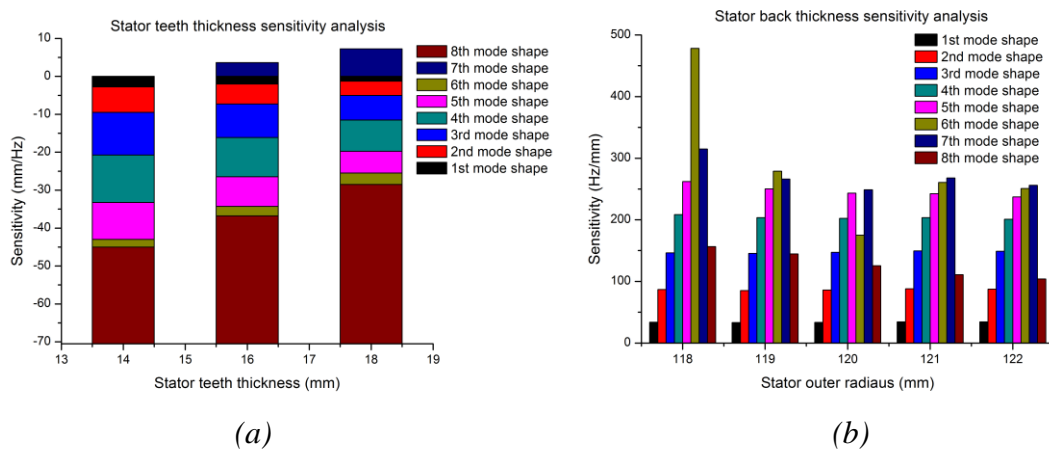 Stator teeth thickness sensitivity analysis
10
0
-10
-20
-30
-40
-50
-60
-70
Sensitivity (mm/Hz)
13 14 15 16 17 18 19
Stator teeth thickness (mm)
8th mode shape
7th mode shape
6th mode shape
5th mode shape
4th mode shape
3rd mode shape
2nd mode shape
1st mode shape
(a)
Stator back thickness sensitivity analysis
500
400
300
200
100
0
Sensitivity (Hz/mm)
118 119 120 121 122
Stator outer radiaus (mm)
1st mode shape
2nd mode shape
3rd mode shape
4th mode shape
5th mode shape
6th mode shape
7th mode shape
8th mode shape
(b)